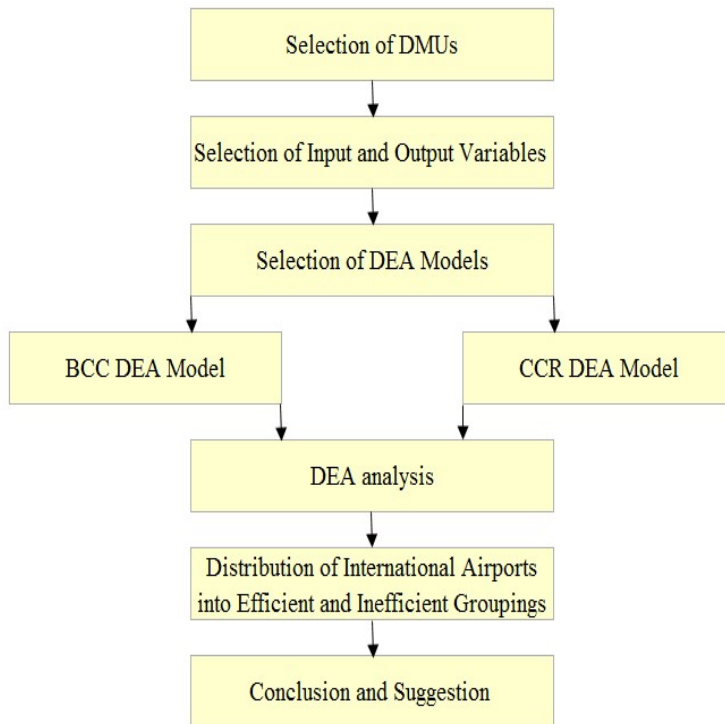 Selection of DMUs
Selection of Input and Output Variables
Selection of DEA Models
BCC DEA Model
CCR DEA Model
DEA analysis
Distribution of International Airports
into Efficient and Inefficient Groupings
Conclusion and Suggestion